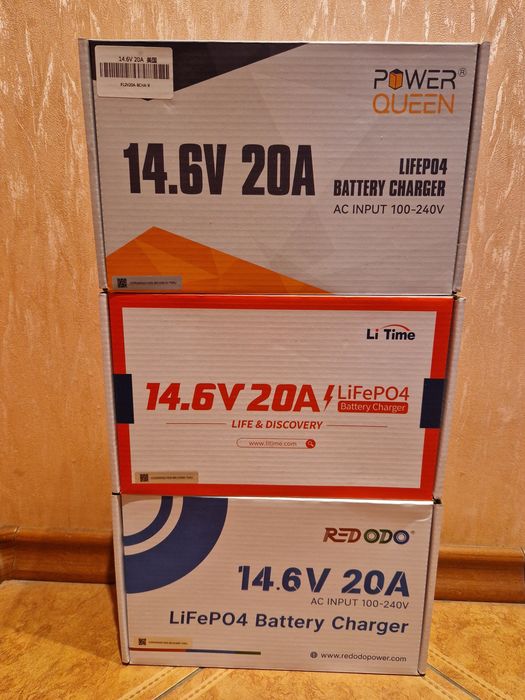 14.6V 20A 美国
POWER®
QUEEN
14.6V 20A
LIFEPO4
BATTERY CHARGER
AC INPUT 100-240V
Li Time
14.6V 20A
LiFePO4
Battery Charger
LIFE & DISCOVERY
www.litime.com
REDODO®
14.6V 20A
AC INPUT 100-240V
LiFePO4 Battery Charger
www.redodopower.com